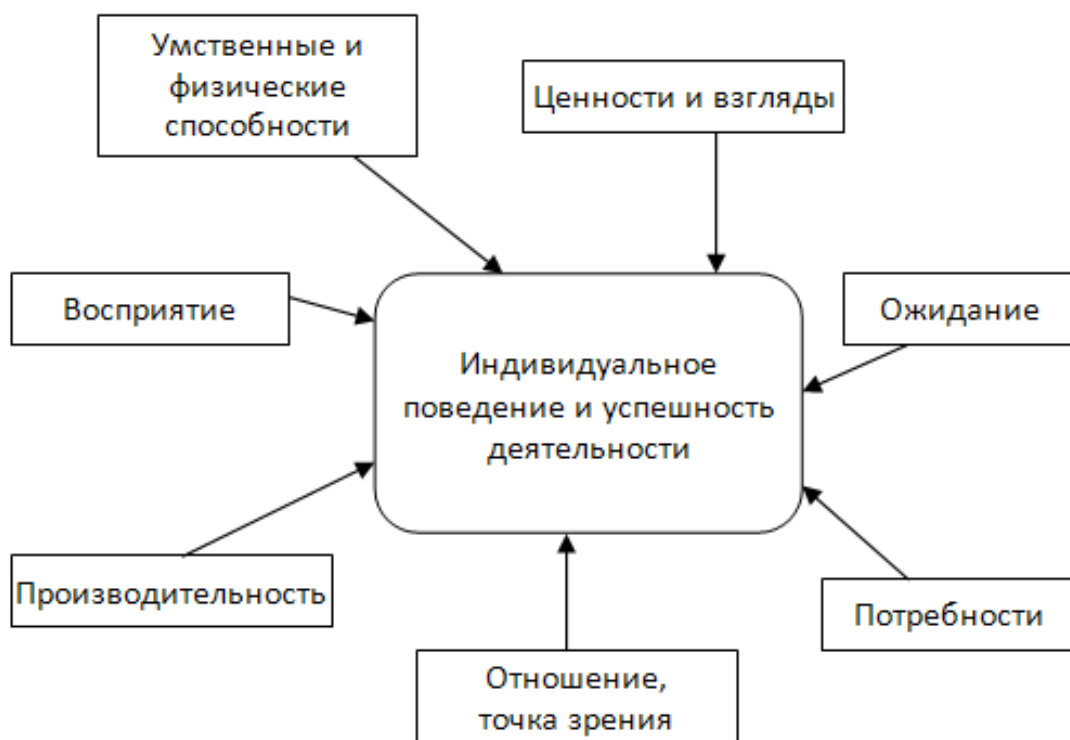 Умственные и
физические
способности
Ценности и взгляды
Восприятие
Ожидание
Индивидуальное
поведение и успешность
деятельности
Производительность
Потребности
Отношение,
точка зрения